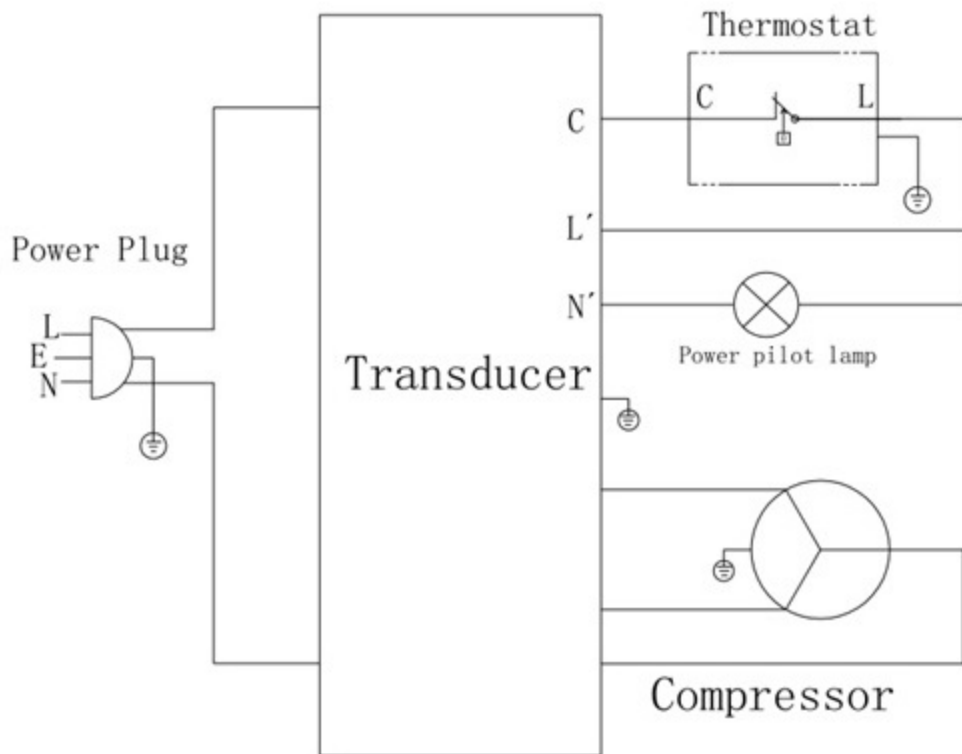 Thermostat
C
C
L
L′
Power Plug
N′
L
Power pilot lamp
E
Transducer
N
Compressor